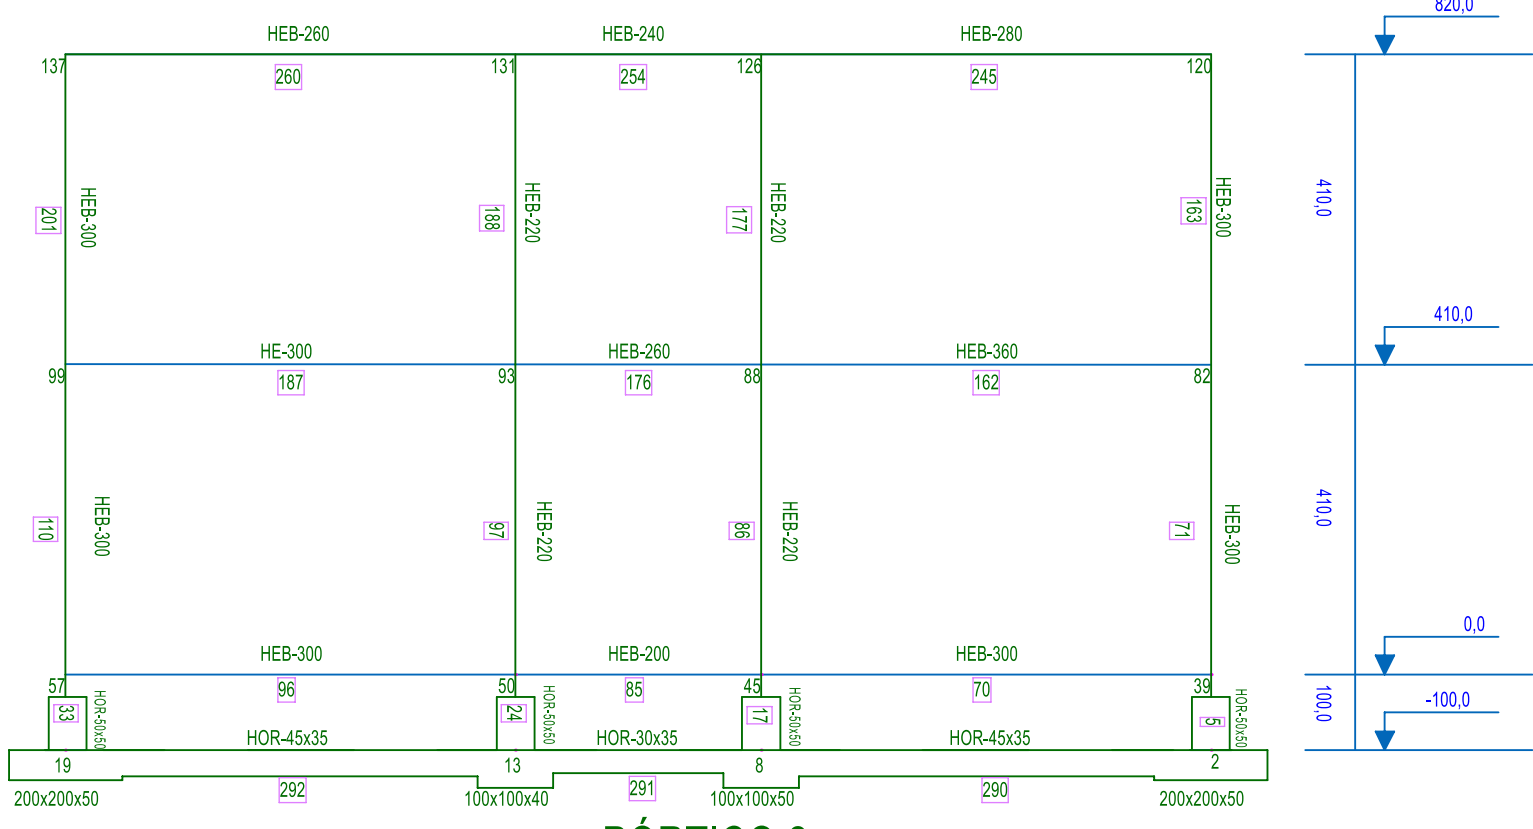 820,0
HEB-260 HEB-240 HEB-280
137 131 126 120
260 254 245
201 HEB-300 188 HEB-220 177 HEB-220 163 HEB-300 410,0
410,0
HE-300 HEB-260 HEB-360
99 93 88 82
187 176 162
110 HEB-300 97 HEB-220 86 HEB-220 71 HEB-300 410,0
0,0
HEB-300 HEB-200 HEB-300
57 50 45 39
96 85 70
33 HOR-50x50 24 HOR-50x50 17 HOR-50x50 5 HOR-50x50 100,0 -100,0
HOR-45x35 HOR-30x35 HOR-45x35
19 13 8 2
292 291 290
200x200x50 100x100x40 100x100x50 200x200x50
PÓRTICO